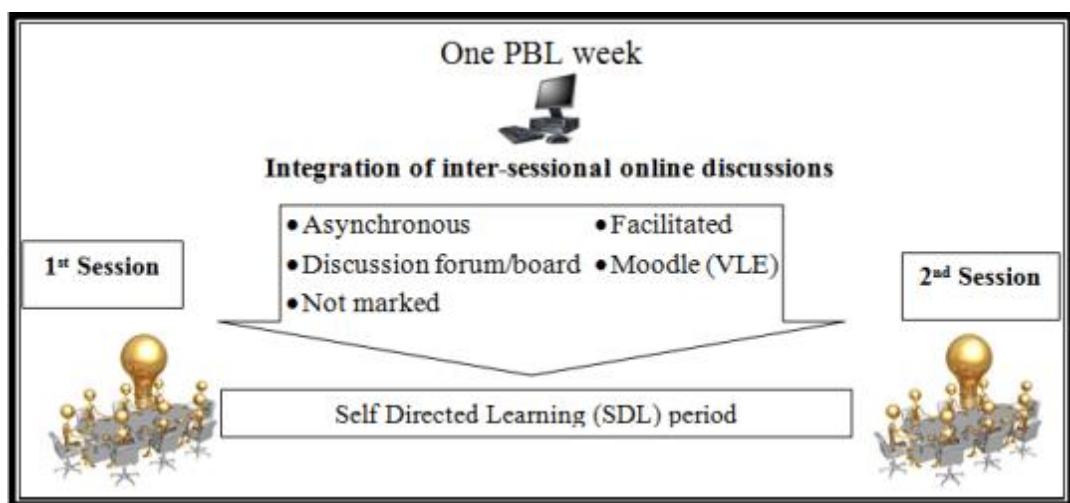 One PBL week
Integration of inter-sessional online discussions
•Asynchronous •Facilitated
•Discussion forum/board •Moodle (VLE)
•Not marked
1st Session
2nd Session
Self Directed Learning (SDL) period